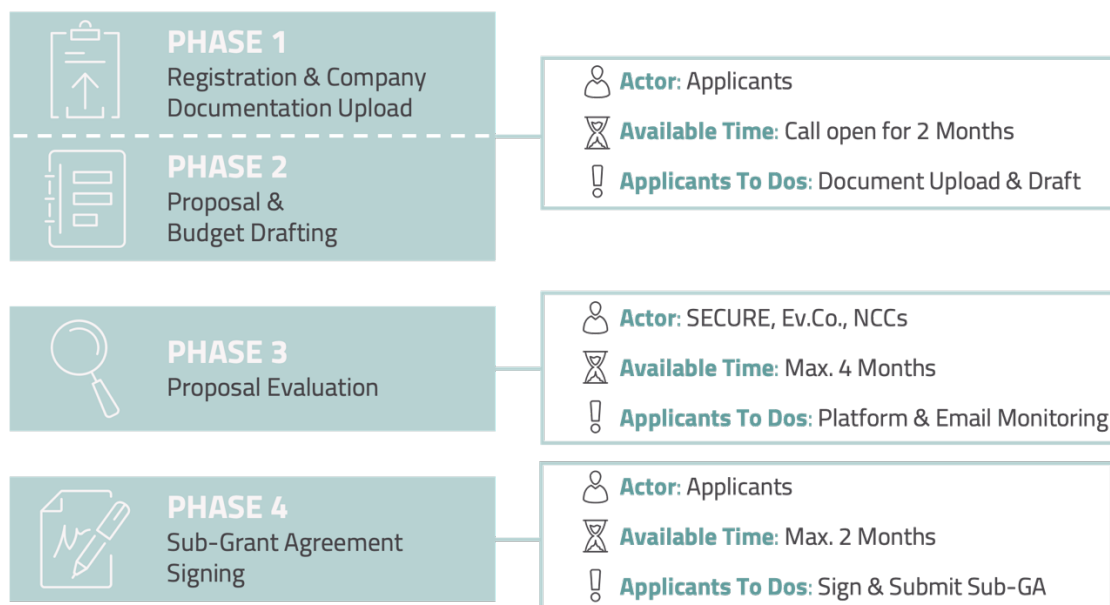 PHASE 1
Registration & Company
Documentation Upload
PHASE 2
Proposal &
Budget Drafting
Actor: Applicants
Available Time: Call open for 2 Months
Applicants To Dos: Document Upload & Draft
PHASE 3
Proposal Evaluation
Actor: SECURE, Ev.Co., NCCs
Available Time: Max. 4 Months
Applicants To Dos: Platform & Email Monitoring
PHASE 4
Sub-Grant Agreement
Signing
Actor: Applicants
Available Time: Max. 2 Months
Applicants To Dos: Sign & Submit Sub-GA